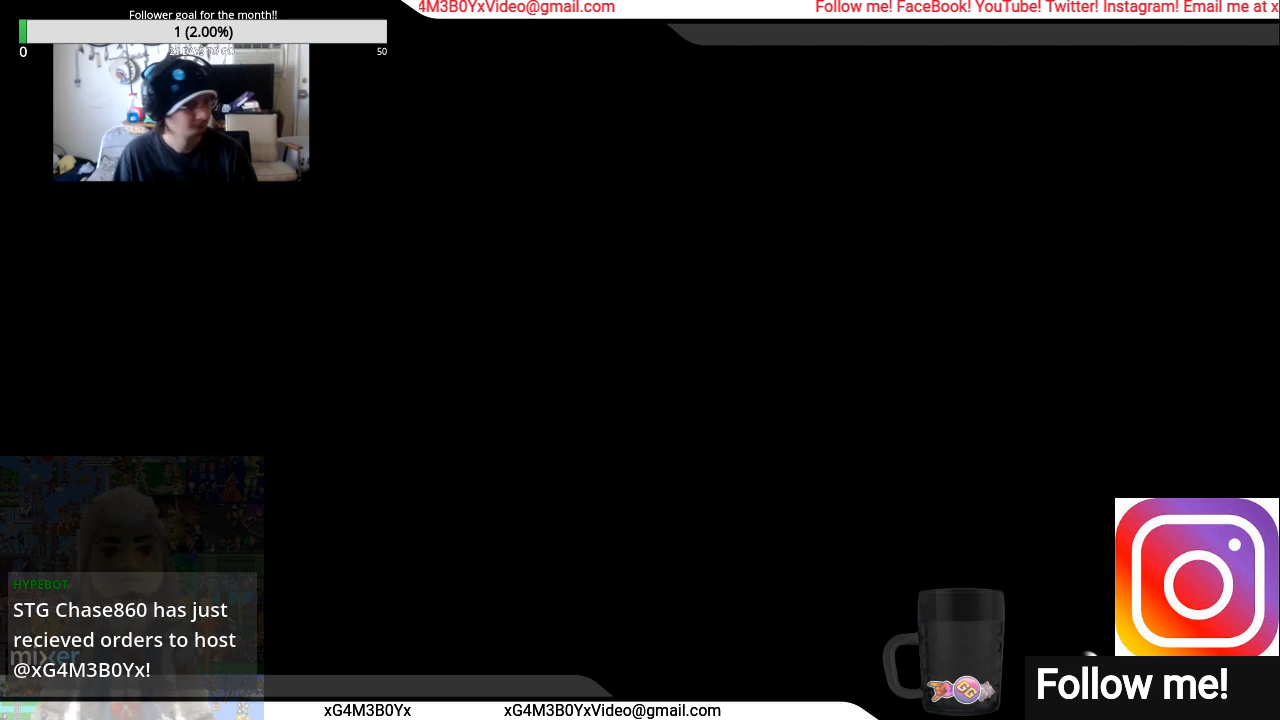 Follower goal for the month!!
1 (2.00%)
0
50
4M3B0YxVideo@gmail.com
Follow me! FaceBook! YouTube! Twitter! Instagram! Email me at x
HYPEBOT
STG Chase860 has just
recieved orders to host
@xG4M3B0Yx!
mixer
GG
Follow me!
xG4M3B0Yx
xG4M3B0YxVideo@gmail.com